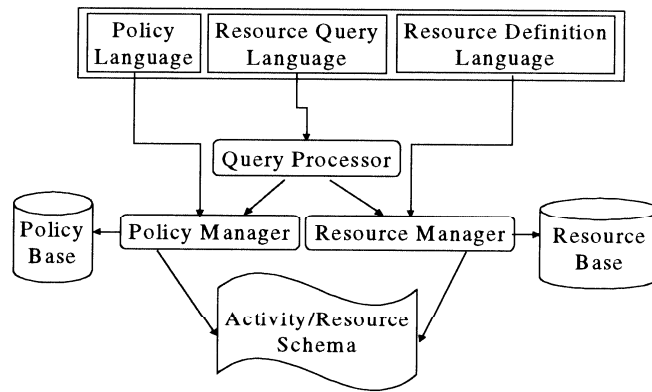 Policy
Language
Resource Query
Language
Resource Definition
Language
Query Processor
Policy
Base
Policy Manager
Resource Manager
Resource
Base
Activity/Resource
Schema